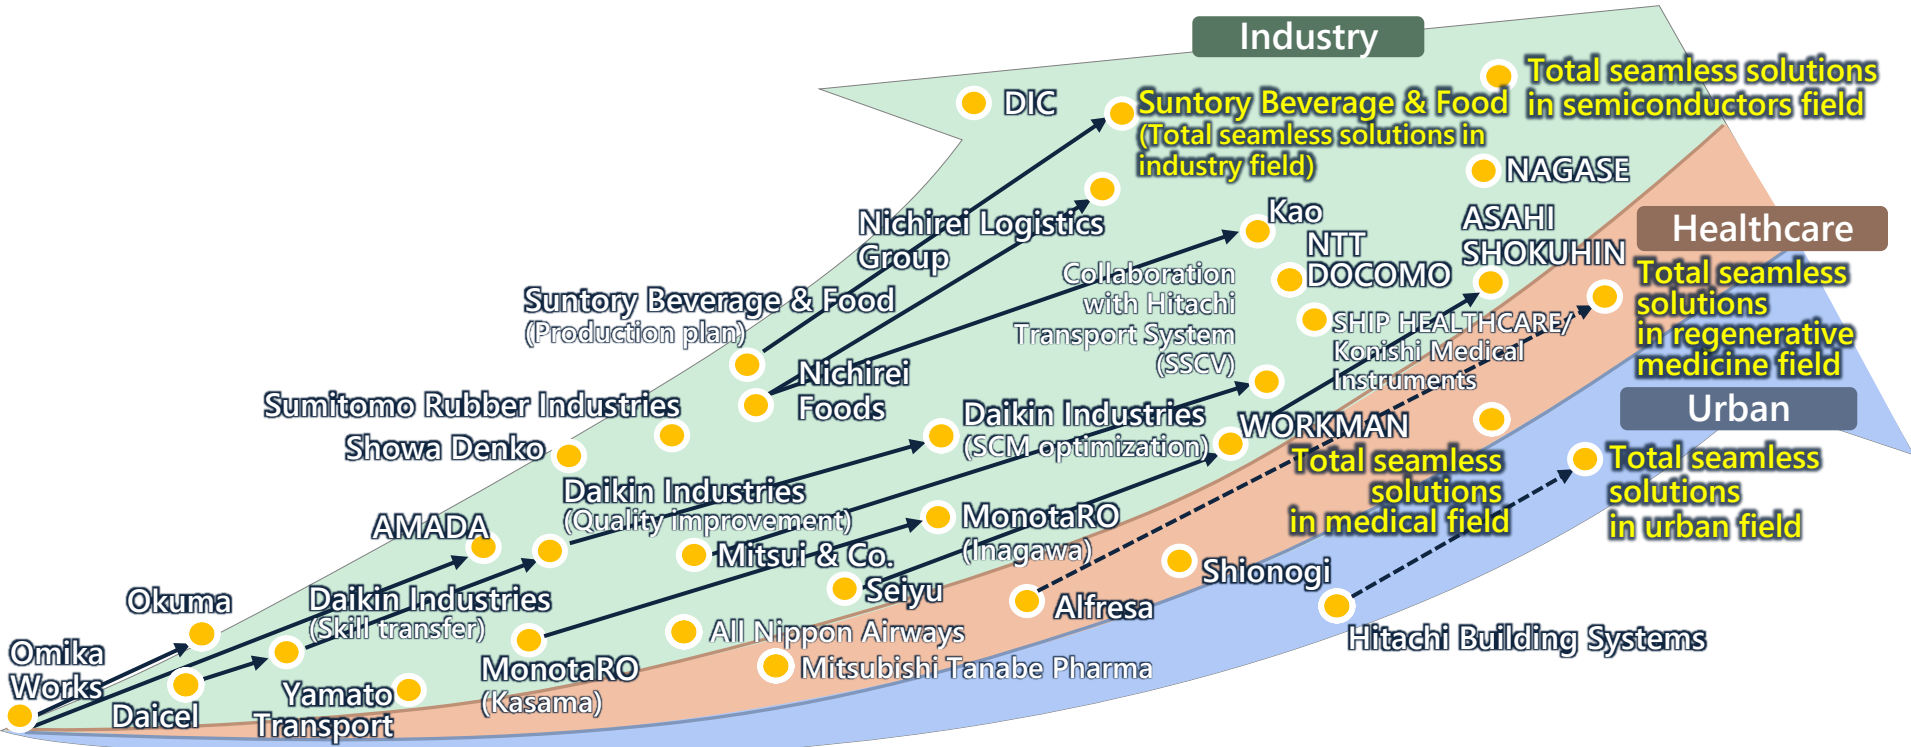 Industry
Total seamless solutions
in semiconductors field
DIC
Suntory Beverage & Food
(Total seamless solutions in
industry field)
NAGASE
Nichirei Logistics
Group
Kao
NTT
DOCOMO
ASAHI
SHOKUHIN
Healthcare
Total seamless
solutions
in regenerative
medicine field
Collaboration
with Hitachi
Transport System
(SSCV)
Suntory Beverage & Food
(Production plan)
SHIP HEALTHCARE/
Konishi Medical
Instruments
Nichirei
Foods
Urban
Sumitomo Rubber Industries
Showa Denko
Daikin Industries
(SCM optimization)
WORKMAN
Total seamless
solutions
in medical field
Total seamless
solutions
in urban field
Daikin Industries
(Quality improvement)
AMADA
MonotaRO
(Inagawa)
Mitsui & Co.
Seiyu
Shionogi
Alfresa
Okuma
Daikin Industries
(Skill transfer)
All Nippon Airways
Hitachi Building Systems
Omika
Works
MonotaRO
(Kasama)
Mitsubishi Tanabe Pharma
Daicel
Yamato
Transport